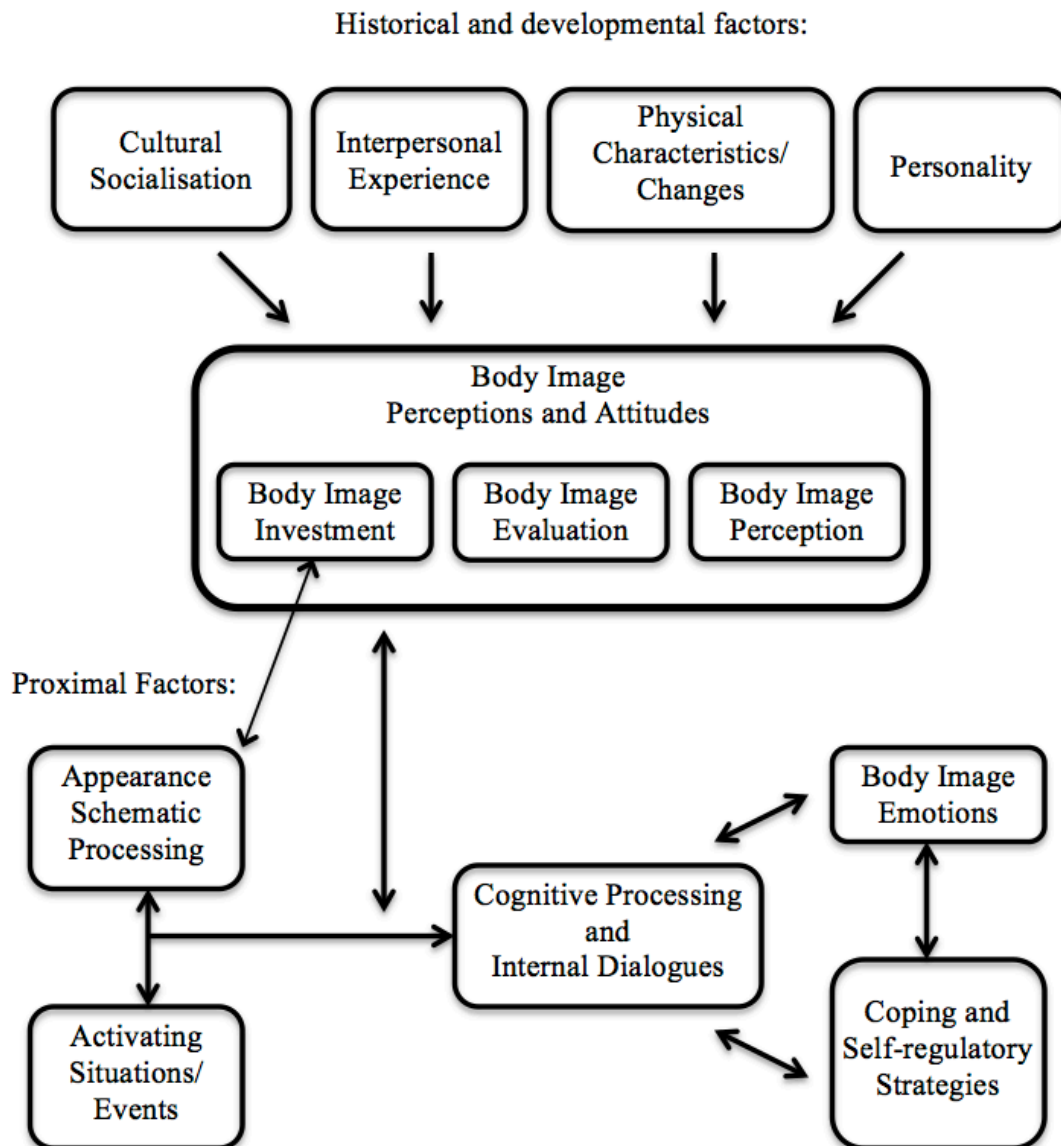 Historical and developmental factors:
Cultural
Socialisation
Interpersonal
Experience
Physical
Characteristics/
Changes
Personality
Body Image
Perceptions and Attitudes
Body Image
Investment
Body Image
Evaluation
Body Image
Perception
Proximal Factors:
Appearance
Schematic
Processing
Body Image
Emotions
Cognitive Processing
and
Internal Dialogues
Activating
Situations/
Events
Coping and
Self-regulatory
Strategies